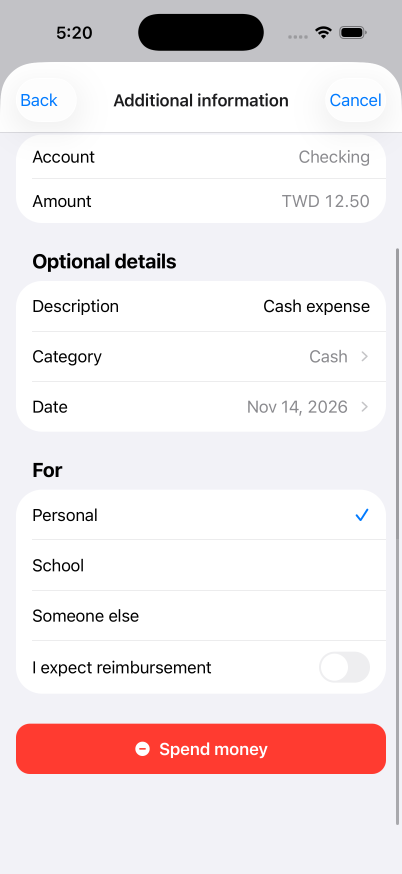 5:20
Back
Additional information
Cancel
Account
Checking
Amount
TWD 12.50
Optional details
Description
Cash expense
Category
Cash
Date
Nov 14, 2026
For
Personal
School
Someone else
I expect reimbursement
Spend money